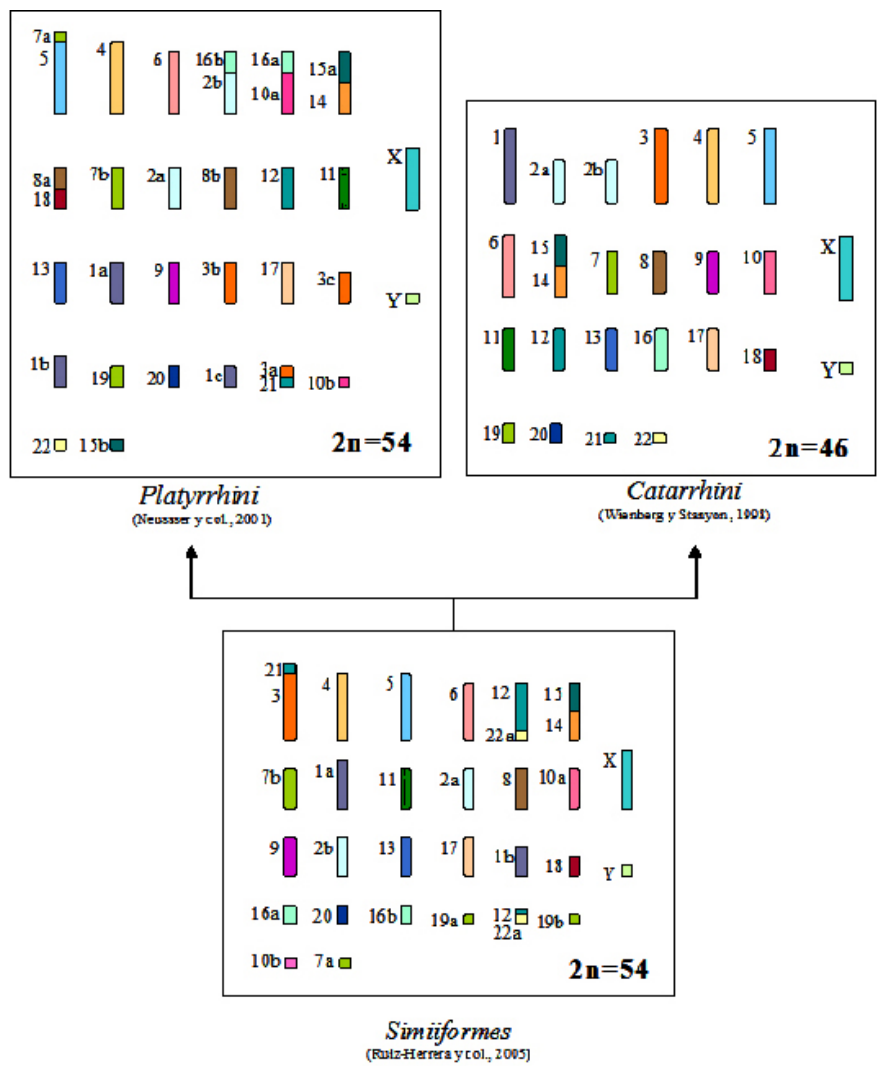 7a
5 4 6 16b 2b 16a 10a 15a 14
8a 18 7b 2a 8b 12 11 X
13 1a 9 3b 17 3c Y
1b 19 20 1c 3a 21 10b
22 15b 2n=54
Platyrrhini
(Neusser y col., 2001)
1 2a 2b 3 4 5
6 15 14 7 8 9 10 X
11 12 13 16 17 18 Y
19 20 21 22 2n=46
Catarrhini
(Wienberg y Stanyon, 1998)
21
3 4 5 6 12 22a 15 14
7b 1a 11 2a 8 10a X
9 2b 13 17 1b 18 Y
16a 20 16b 19a 12 22a 19b
10b 7a 2n=54
Simiiformes
(Ruiz-Herrera y col., 2005)